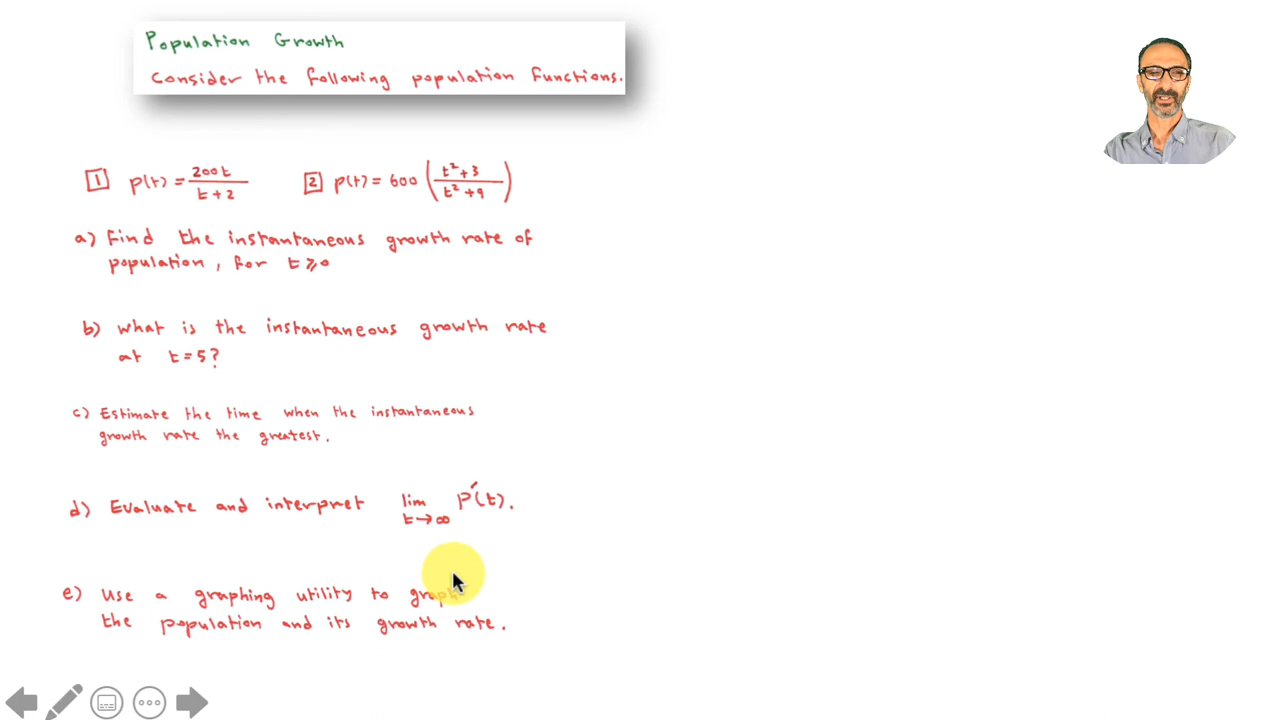 Population Growth
Consider the following population functions.
1 p(t) = 200t / t + 2    2 p(t) = 600 (t² + 3 / t² + 9)
a) Find the instantaneous growth rate of
population, for t ⩾ 0
b) What is the instantaneous growth rate
at t = 5?
c) Estimate the time when the instantaneous
growth rate the greatest.
d) Evaluate and interpret lim t→∞ P′(t).
e) Use a graphing utility to graph
the population and its growth rate.